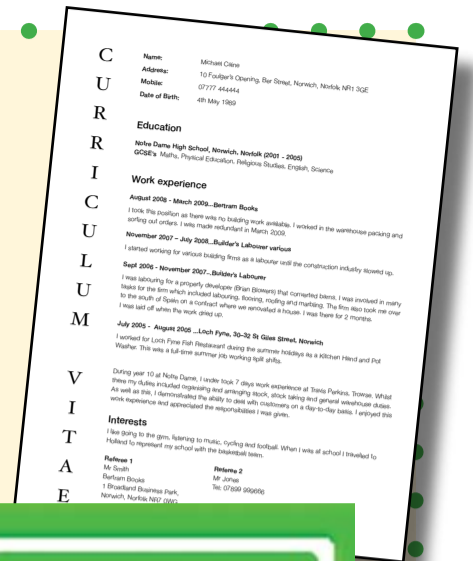 CURRICULUM VITAE
Name: Michael Caine
Address: 10 Foulger's Opening, Ber Street, Norwich, Norfolk NR1 3GE
Mobile: 07777 444444
Date of Birth: 4th May 1989
Education
Notre Dame High School, Norwich, Norfolk (2001 - 2005)
GCSE's Maths, Physical Education, Religious Studies, English, Science
Work experience
August 2008 - March 2009...Bertram Books
I took this position as there was no building work available. I worked in the warehouse packing and
sorting out orders. I was made redundant in March 2009.
November 2007 – July 2008...Builder's Labourer various
I started working for various building firms as a labourer until the construction industry slowed up.
Sept 2006 - November 2007...Builder's Labourer
I was labouring for a property developer (Brian Blowers) that converted barns. I was involved in many
tasks for the firm which included labouring, flooring, roofing and marbling. The firm also took me over
to the south of Spain on a contract where we renovated a house. I was there for 2 months.
I was laid off when the work dried up.
July 2005 - August 2005 ...Loch Fyne, 30–32 St Giles Street, Norwich
I worked for Loch Fyne Fish Restaurant during the summer holidays as a Kitchen Hand and Pot
Washer. This was a full-time summer job working split shifts.
During year 10 at Notre Dame, I under took 7 days work experience at Travis Perkins, Trowse. Whilst
there my duties included organising and arranging stock, stock taking and general warehouse duties.
As well as this, I demonstrated the ability to deal with customers on a day-to-day basis. I enjoyed this
work experience and appreciated the responsibilities I was given.
Interests
I like going to the gym, listening to music, cycling and football. When I was at school I travelled to
Holland to represent my school with the basketball team.
Referee 1
Mr Smith
Bertram Books
1 Broadland Business Park,
Norwich, Norfolk NR7 0WG
Referee 2
Mr Jones
Tel: 07899 999666